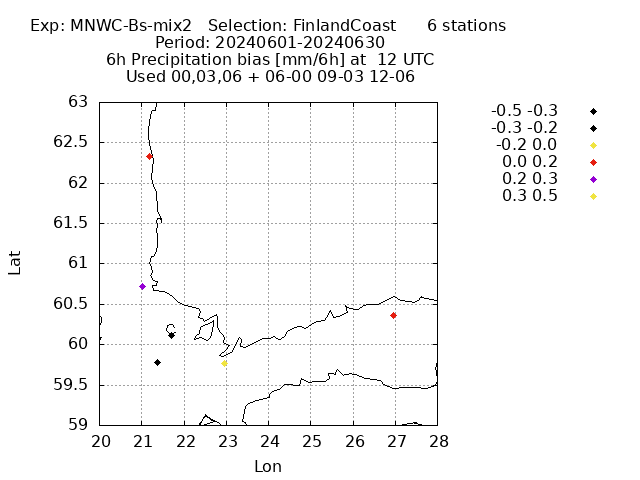 Exp: MNWC-Bs-mix2   Selection: FinlandCoast      6 stations
Period: 20240601-20240630
6h Precipitation bias [mm/6h] at  12 UTC
Used 00,03,06 + 06-00 09-03 12-06
-0.5 -0.3
-0.3 -0.2
-0.2 0.0
0.0 0.2
0.2 0.3
0.3 0.5
63
62.5
62
61.5
61
60.5
60
59.5
59
Lat
20 21 22 23 24 25 26 27 28
Lon